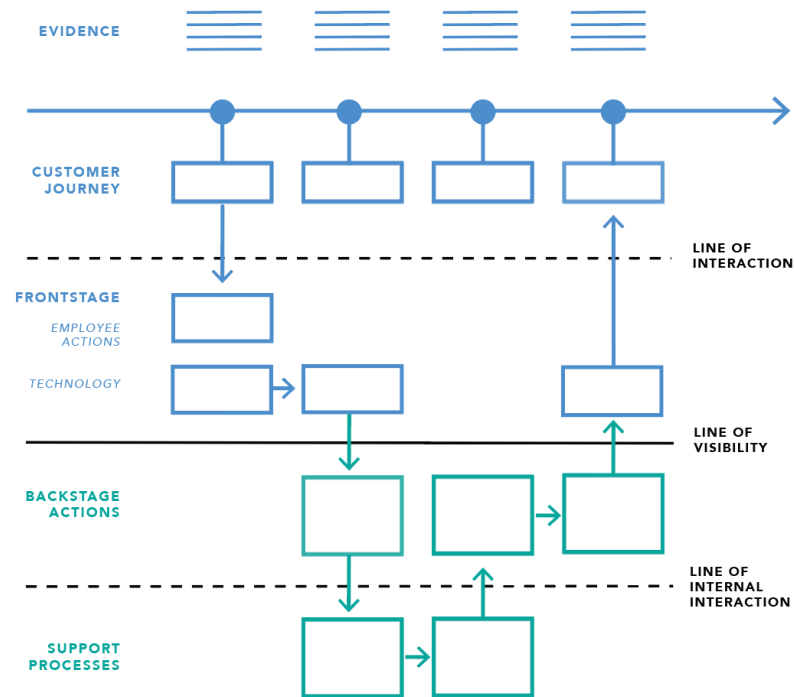 EVIDENCE
CUSTOMER
JOURNEY
LINE OF
INTERACTION
FRONTSTAGE
EMPLOYEE
ACTIONS
TECHNOLOGY
LINE OF
VISIBILITY
BACKSTAGE
ACTIONS
LINE OF
INTERNAL
INTERACTION
SUPPORT
PROCESSES